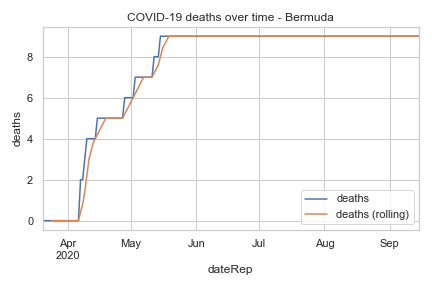 COVID-19 deaths over time - Bermuda
deaths
8
6
4
2
0
deaths
deaths (rolling)
Apr May Jun Jul Aug Sep
2020
dateRep